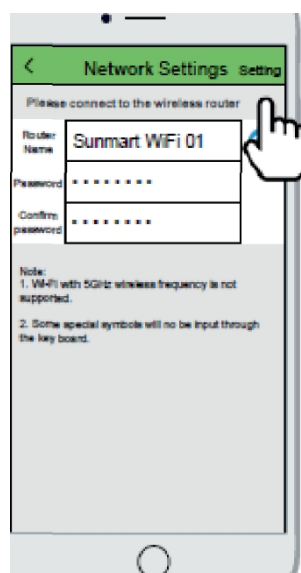 Network Settings Setting
Please connect to the wireless router
Router
Name
Sunmart WiFi 01
Password
Confirm
password
Note:
1. Wi-Fi with 5GHz wireless frequency is not
supported.
2. Some special symbols will no be input through
the key board.